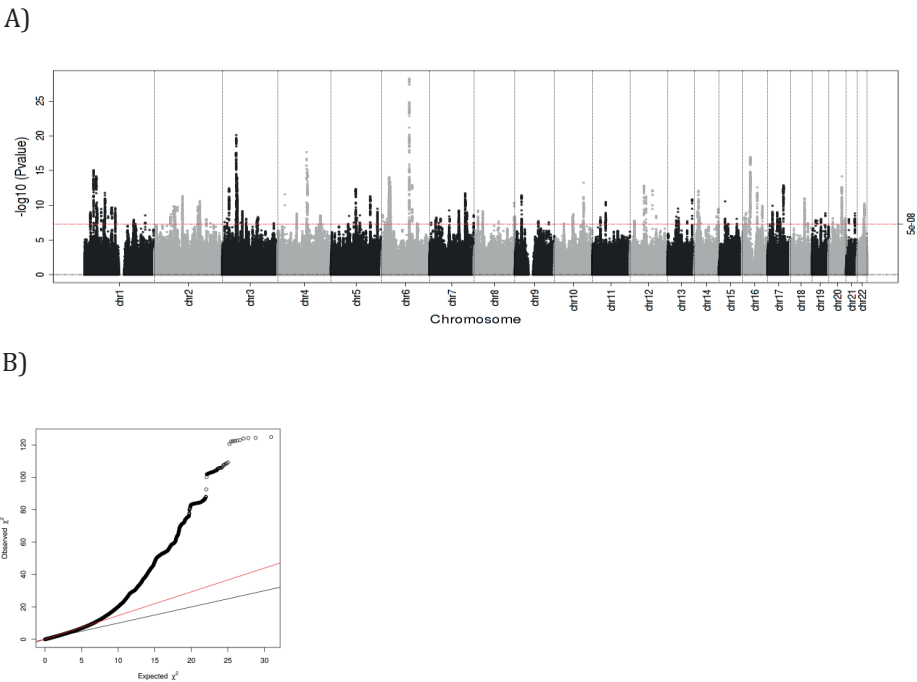 A)
-log10 (Pvalue)
25
20
15
10
5
0
5e-08
chr1 chr2 chr3 chr4 chr5 chr6 chr7 chr8 chr9 chr10 chr11 chr12 chr13 chr14 chr15 chr16 chr17 chr18 chr19 chr20 chr21 chr22
Chromosome
B)
Observed χ²
120
100
80
60
40
20
0
0 5 10 15 20 25 30
Expected χ²